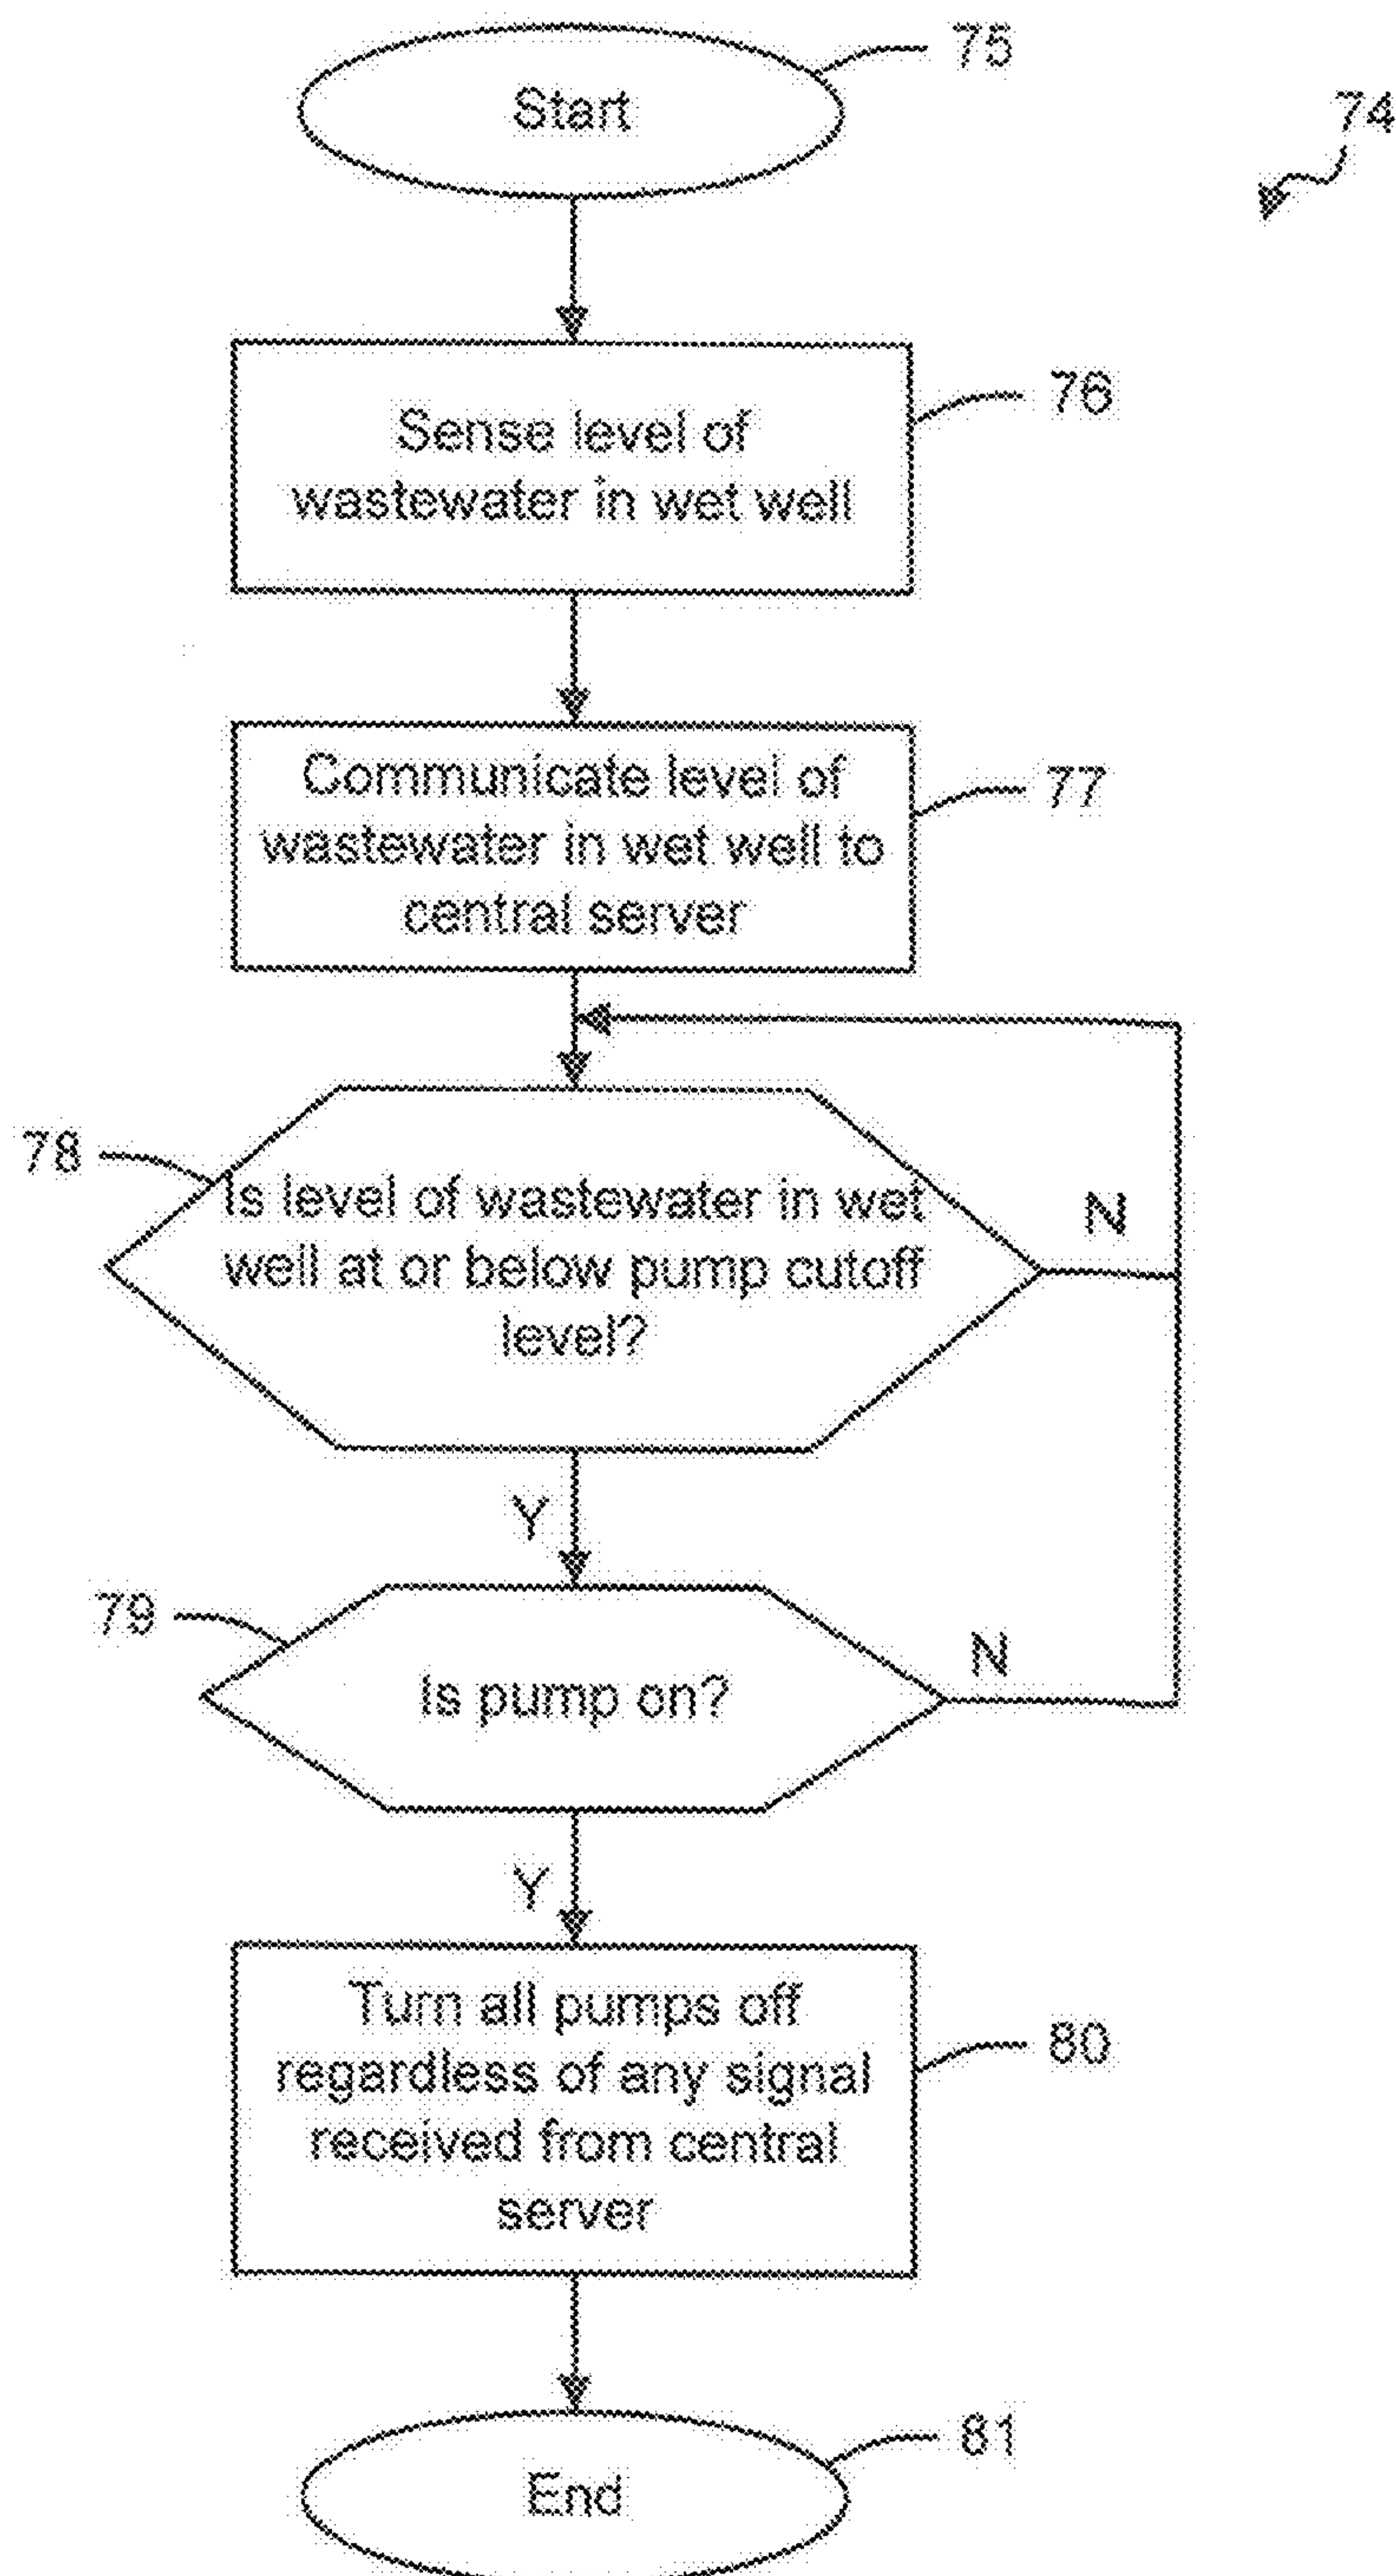 75
Start
74
76
Sense level of
wastewater in wet well
77
Communicate level of
wastewater in wet well to
central server
78
Is level of wastewater in wet
well at or below pump cutoff
level?
N
Y
79
Is pump on?
N
Y
Turn all pumps off
regardless of any signal
received from central
server
80
81
End